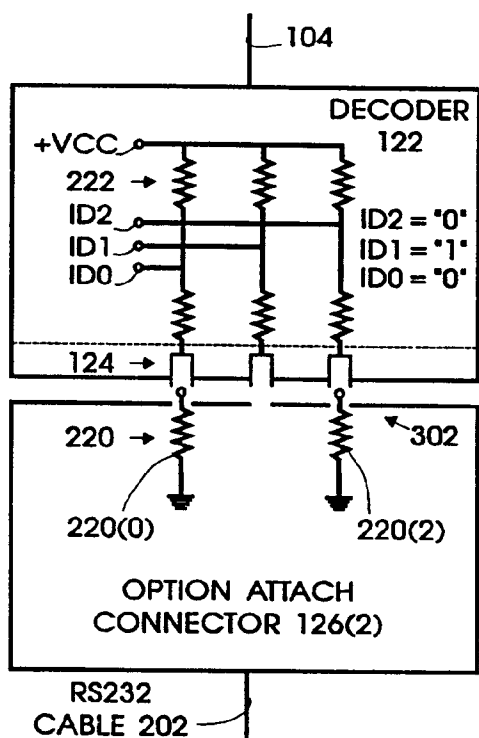 104
DECODER
122
+VCC
222
ID2
ID1
ID0
ID2 = "0"
ID1 = "1"
ID0 = "0"
124
220
302
220(0)
220(2)
OPTION ATTACH
CONNECTOR 126(2)
RS232
CABLE 202